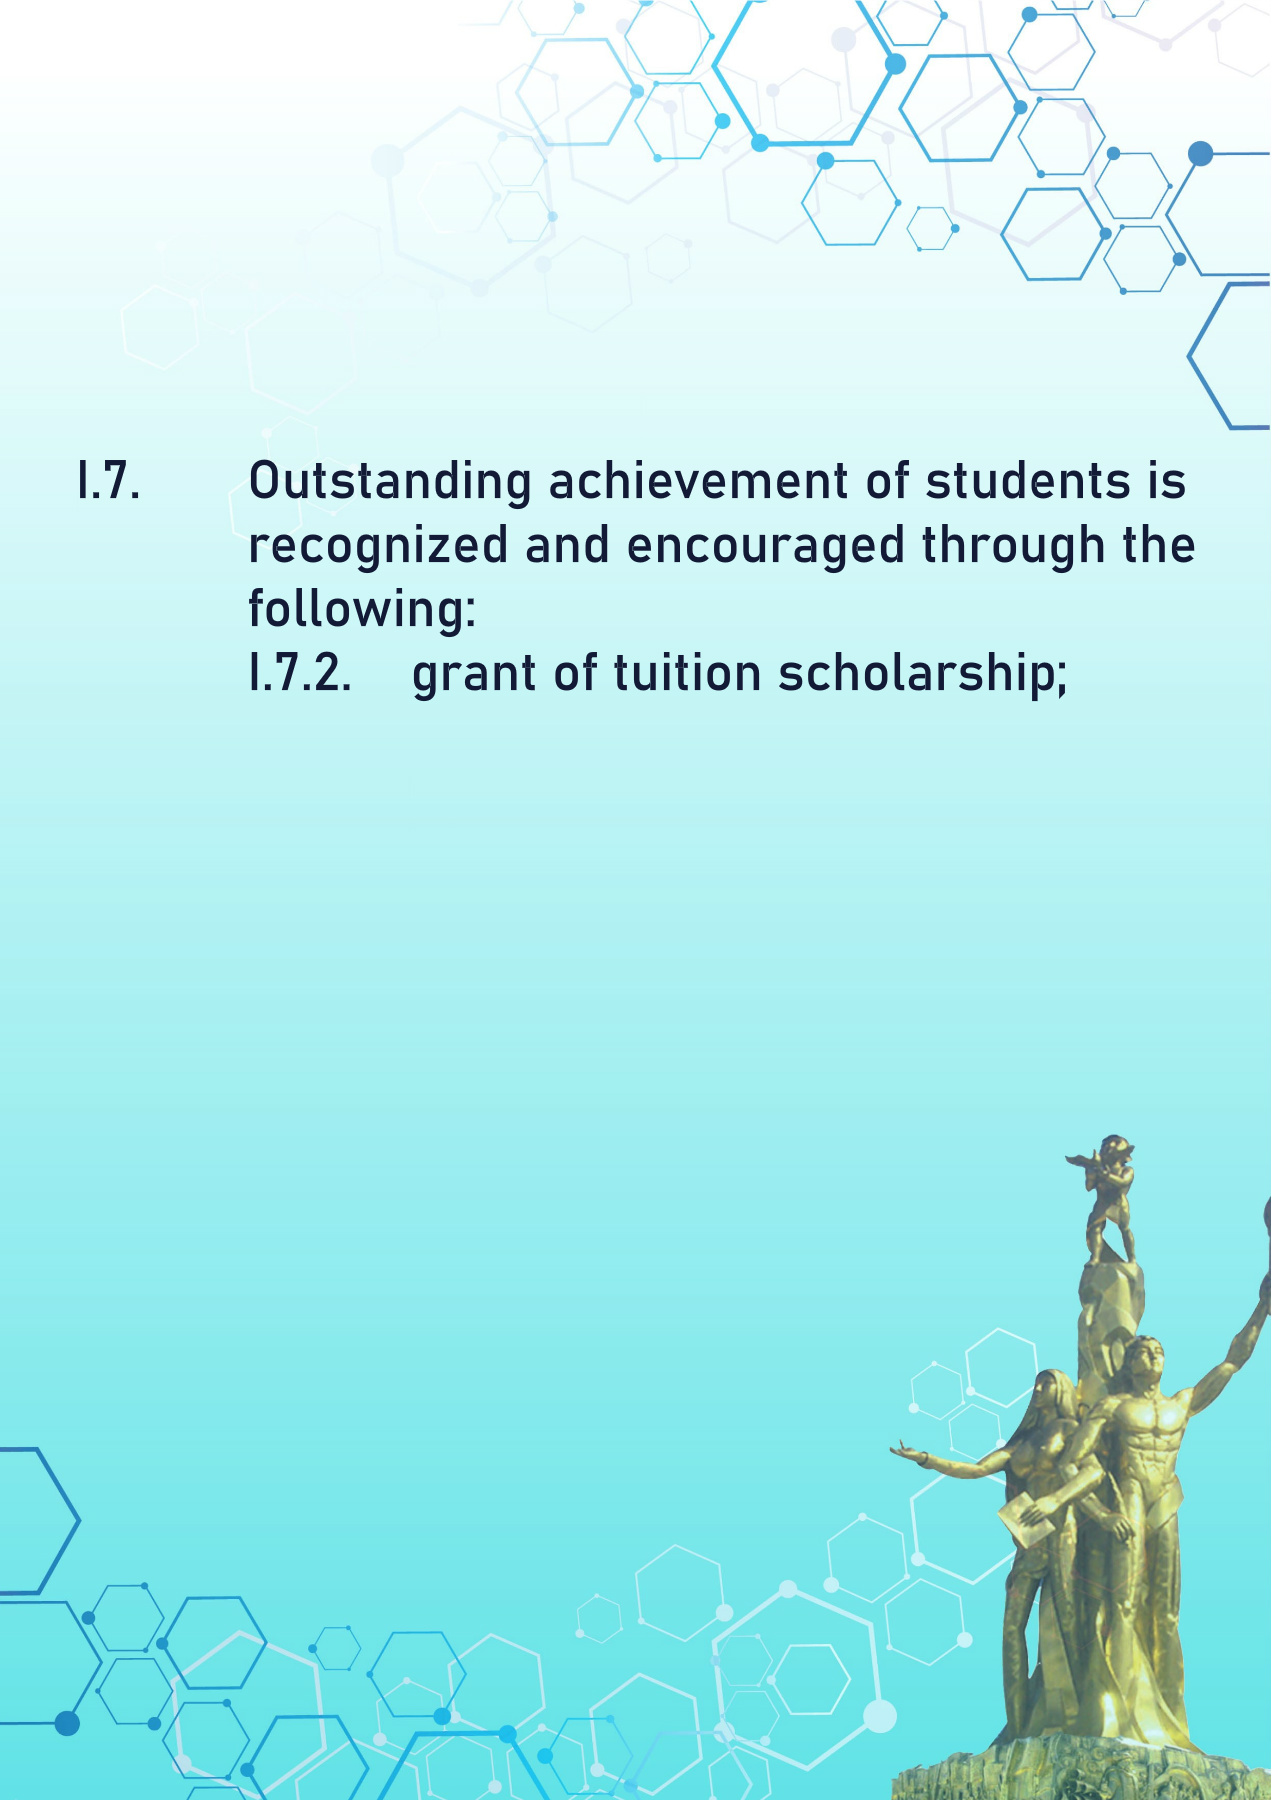 I.7. Outstanding achievement of students is
recognized and encouraged through the
following:
I.7.2. grant of tuition scholarship;